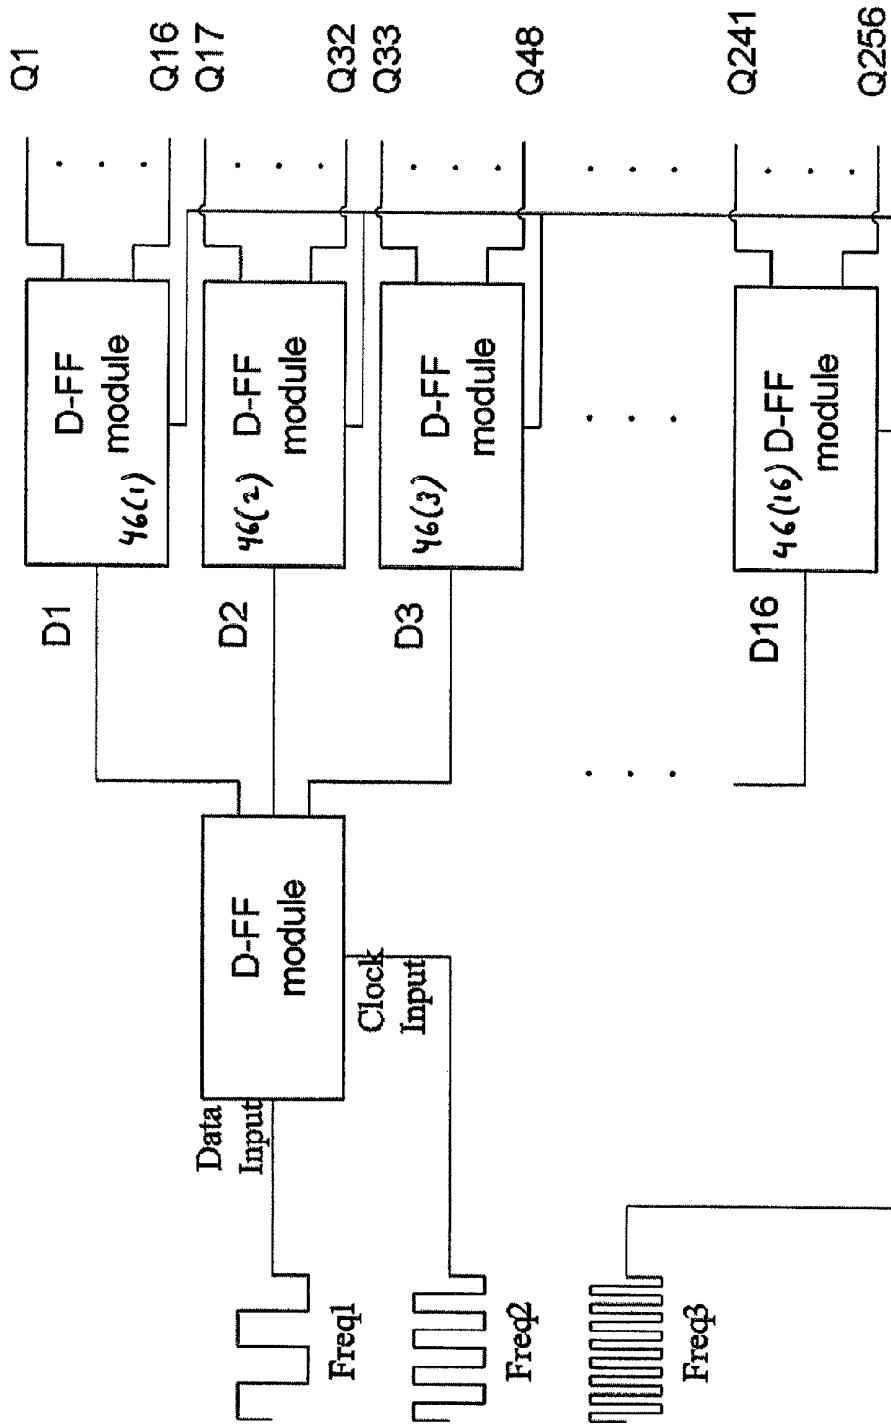 Freq1
Freq2
Freq3
Data
Input
Clock
Input
D-FF
module
D1
D2
D3
D16
D-FF
module
46(1)
D-FF
module
46(2)
D-FF
module
46(3)
D-FF
module
46(16)
Q1
Q16
Q17
Q32
Q33
Q48
Q241
Q256